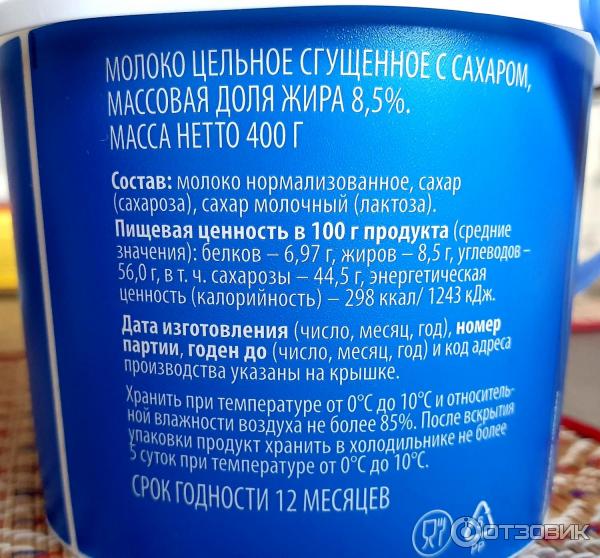 МОЛОКО ЦЕЛЬНОЕ СГУЩЕННОЕ С САХАРОМ,
МАССОВАЯ ДОЛЯ ЖИРА 8,5%.
МАССА НЕТТО 400 Г
Состав: молоко нормализованное, сахар
(сахароза), сахар молочный (лактоза).
Пищевая ценность в 100 г продукта (средние
значения): белков – 6,97 г, жиров – 8,5 г, углеводов –
56,0 г, в т. ч. сахарозы – 44,5 г, энергетическая
ценность (калорийность) – 298 ккал/ 1243 кДж.
Дата изготовления (число, месяц, год), номер
партии, годен до (число, месяц, год) и код адреса
производства указаны на крышке.
Хранить при температуре от 0°С до 10°С и относитель-
ной влажности воздуха не более 85%. После вскрытия
упаковки продукт хранить в холодильнике не более
5 суток при температуре от 0°С до 10°С.
СРОК ГОДНОСТИ 12 МЕСЯЦЕВ
PP
ОТЗОВИК